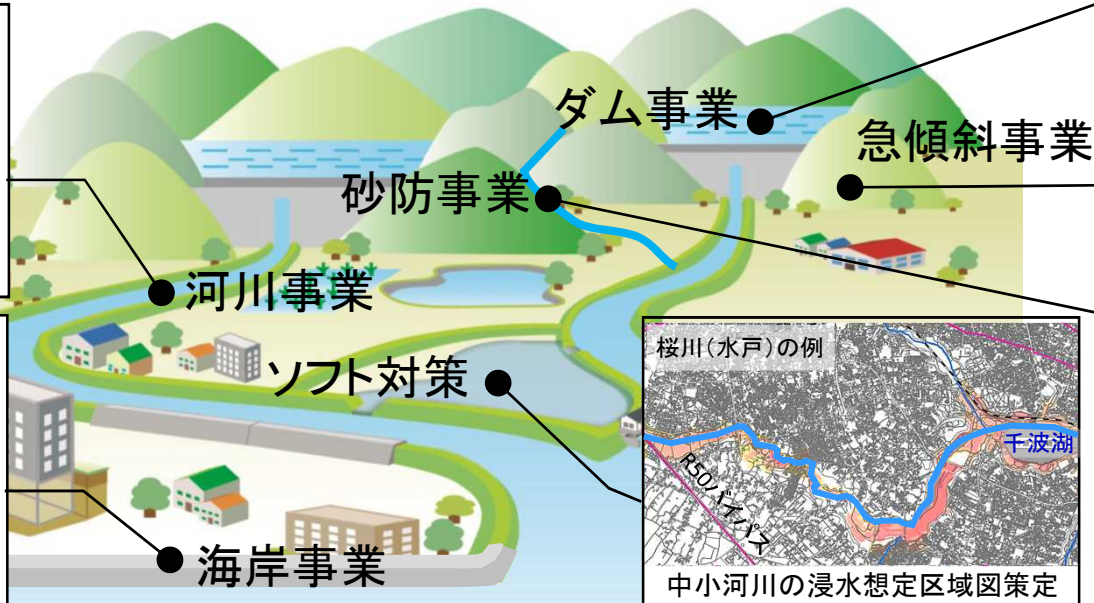 ダム事業
急傾斜事業
砂防事業
河川事業
ソフト対策
桜川(水戸)の例
千波湖
R50バイパス
中小河川の浸水想定区域図策定
海岸事業